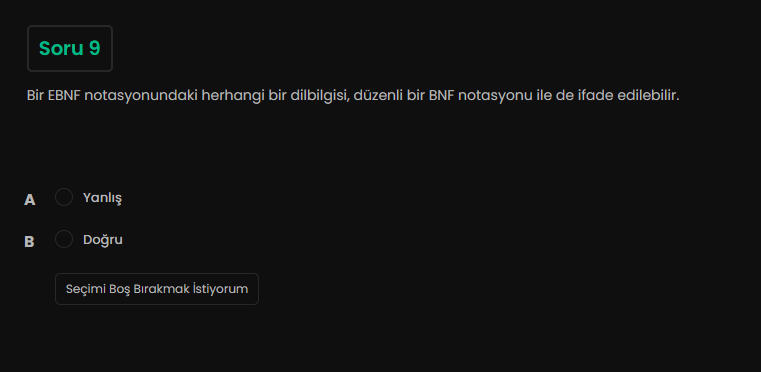 Soru 9
Bir EBNF notasyonundaki herhangi bir dilbilgisi, düzenli bir BNF notasyonu ile de ifade edilebilir.
A Yanlış
B Doğru
Seçimi Boş Bırakmak İstiyorum